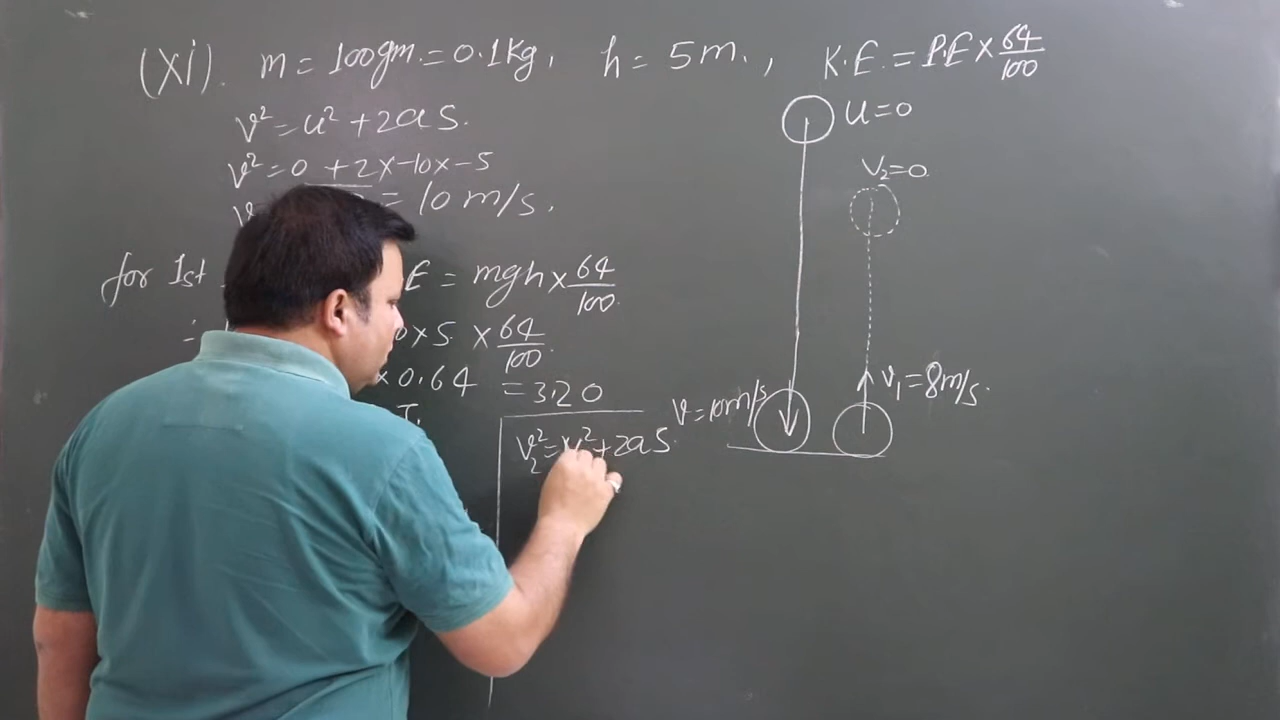 (xi). m = 100gm. = 0.1Kg, h = 5m., K.E. = P.E × 64/100
V² = u² + 2aS.
V² = 0 + 2×-10×-5
= 10 m/s.
for 1st E = mgh × 64/100.
×5. × 64/100.
×0.64 = 3.20
V₂² = +2aS.
u=0
V₂=0.
V=10m/s
V₁=8m/s.